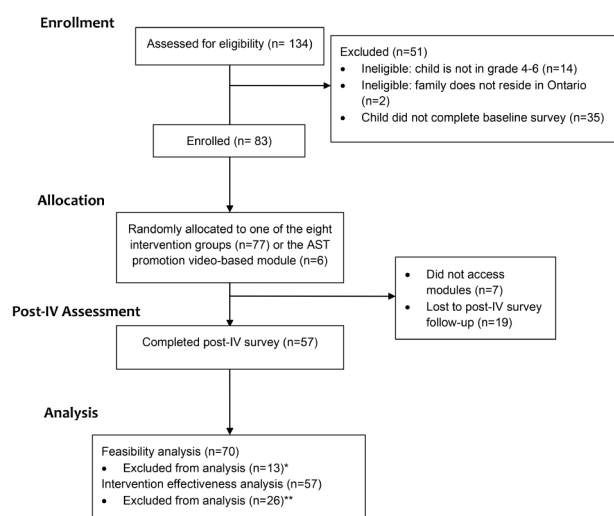 Enrollment
Assessed for eligibility (n= 134)
Excluded (n=51)
• Ineligible: child is not in grade 4-6 (n=14)
• Ineligible: family does not reside in Ontario
(n=2)
• Child did not complete baseline survey (n=35)
Enrolled (n= 83)
Allocation
Randomly allocated to one of the eight
intervention groups (n=77) or the AST
promotion video-based module
(n=6)
• Did not access
modules (n=7)
• Lost to post-IV survey
follow-up (n=19)
Post-IV Assessment
Completed post-IV survey (n=57)
Analysis
Feasibility analysis (n=70)
• Excluded from analysis (n=13)*
Intervention effectiveness analysis (n=57)
• Excluded from analysis (n=26)**